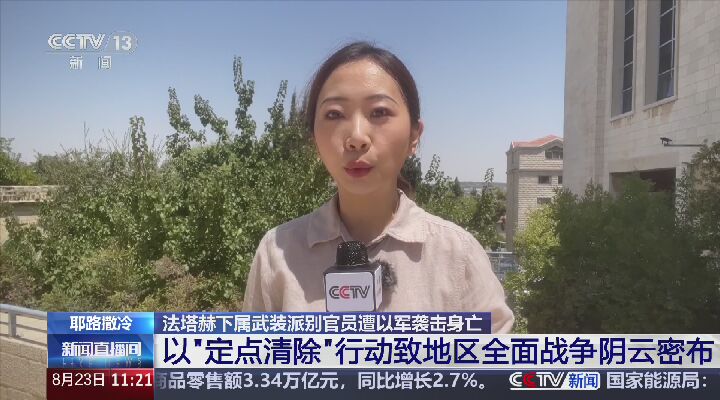 CCTV 13
新闻
CCTV
耶路撒冷
法塔赫下属武装派别官员遭以军袭击身亡
新闻直播间
以"定点清除"行动致地区全面战争阴云密布
8月23日 11:21
商品零售额3.34万亿元，同比增长2.7%。 CCTV新闻 国家能源局：